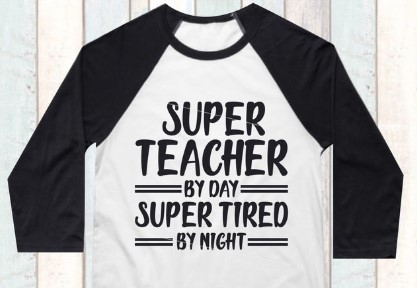 SUPER
TEACHER
BY DAY
SUPER TIRED
BY NIGHT